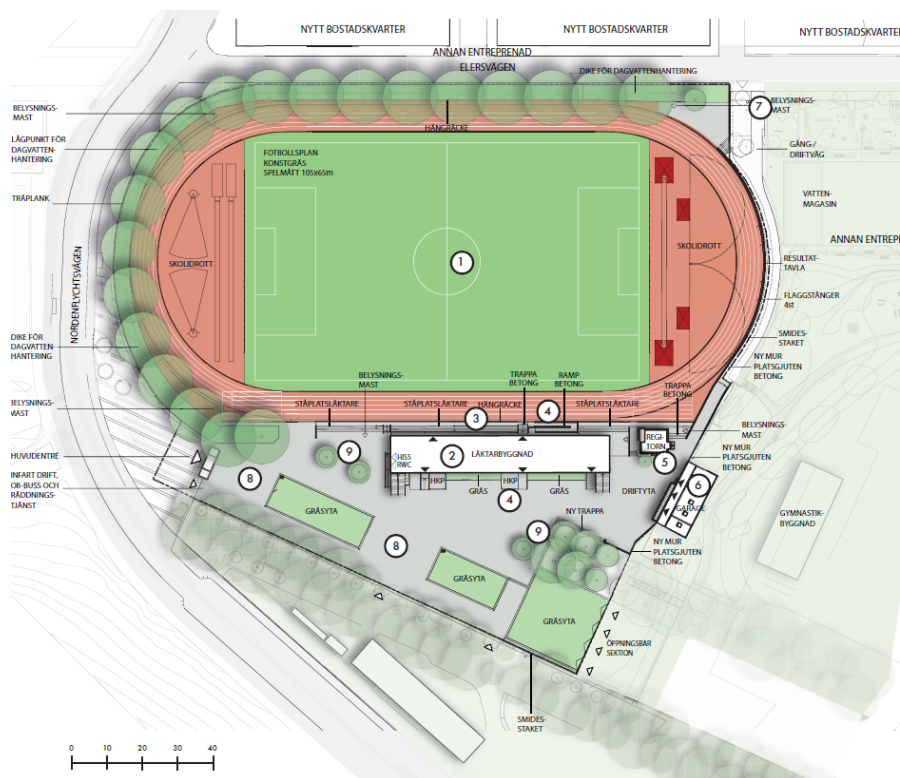 NYTT BOSTADSKVARTER
NYTT BOSTADSKVARTER
NYTT BOSTADSKVARTER
ANNAN ENTREPRENAD
ELERSVÄGEN
DIKE FÖR DAGVATTENHANTERING
BELYSNINGS-
MAST
7
BELYSNINGS-
MAST
LÅGPUNKT FÖR
DAGVATTEN-
HANTERING
HÄNGRÄCKE
GÅNG-/
DRIFTVÄG
FOTBOLLSPLAN
KONSTGRÄS
SPELMÅTT 105x65m
TRÄPLANK
VATTEN-
MAGASIN
ANNAN ENTREPR
SKOLIDROTT
1
SKOLIDROTT
RESULTAT-
TAVLA
NORDENFLYCHTSVÄGEN
FLAGGSTÄNGER
4st
DIKE FÖR
DAGVATTEN-
HANTERING
SMIDES-
STAKET
NY MUR
PLATSGJUTEN
BETONG
BELYSNINGS-
MAST
TRAPPA
BETONG
RAMP
BETONG
TRAPPA
BETONG
BELYSNINGS-
MAST
STÅPLATSLÄKTARE
STÅPLATSLÄKTARE
HÄNGRÄCKE
STÅPLATSLÄKTARE
3
4
BELYSNINGS-
MAST
HUVUDENTRE
9
2
LÄKTARBYGGNAD
REGI-
TORN
HISS
RWC
5
NY MUR
PLATSGJUTEN
BETONG
INFART DRIFT,
OB-BUSS OCH
RÄDDNINGS-
TJÄNST
8
HKP
GRÄS
HKP
GRÄS
4
DRIFTYTA
6
GARAGE
GRÄSYTA
NY TRAPPA
9
GYMNASTIK-
BYGGNAD
8
NY MUR
PLATSGJUTEN
BETONG
GRÄSYTA
GRÄSYTA
ÖPPNINGSBAR
SEKTION
SMIDES-
STAKET
0 10 20 30 40